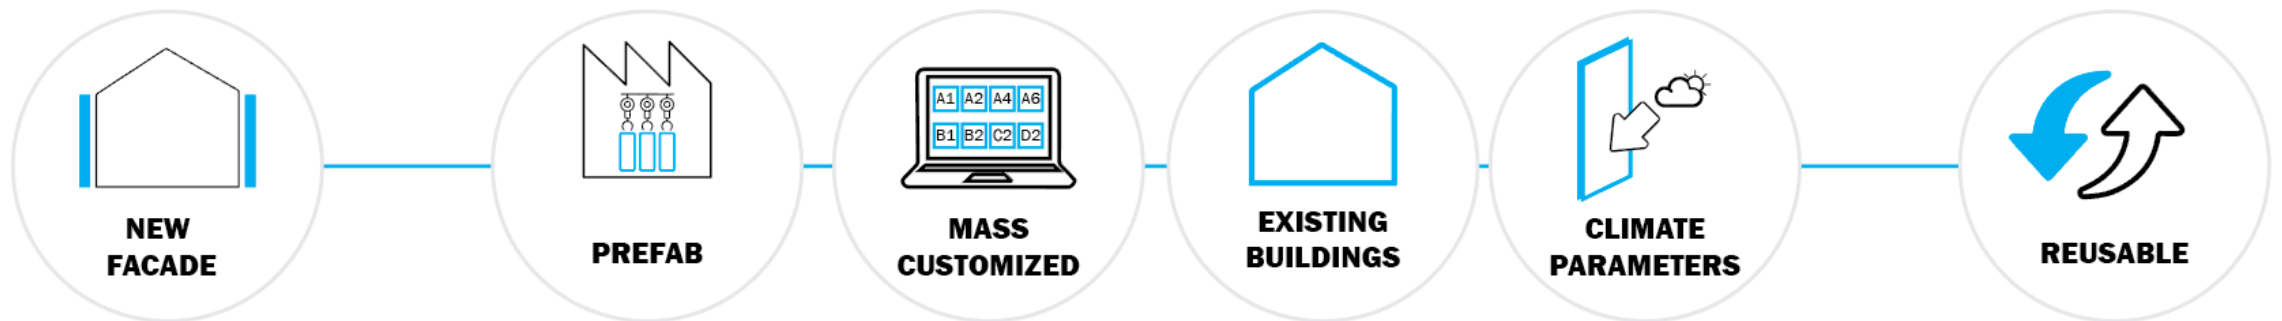 A1 A2 A4 A6
B1 B2 C2 D2
NEW
FACADE
PREFAB
MASS
CUSTOMIZED
EXISTING
BUILDINGS
CLIMATE
PARAMETERS
REUSABLE